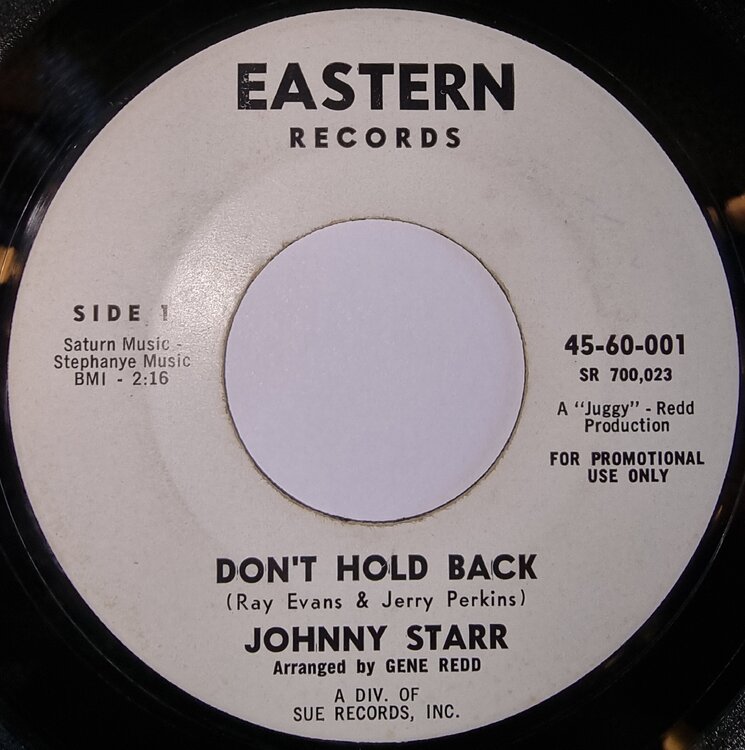 EASTERN
RECORDS
SIDE 1
Saturn Music -
Stephanye Music
BMI - 2:16
45-60-001
SR 700,023
A "Juggy" - Redd
Production
FOR PROMOTIONAL
USE ONLY
DON'T HOLD BACK
(Ray Evans & Jerry Perkins)
JOHNNY STARR
Arranged by GENE REDD
A DIV. OF
SUE RECORDS, INC.